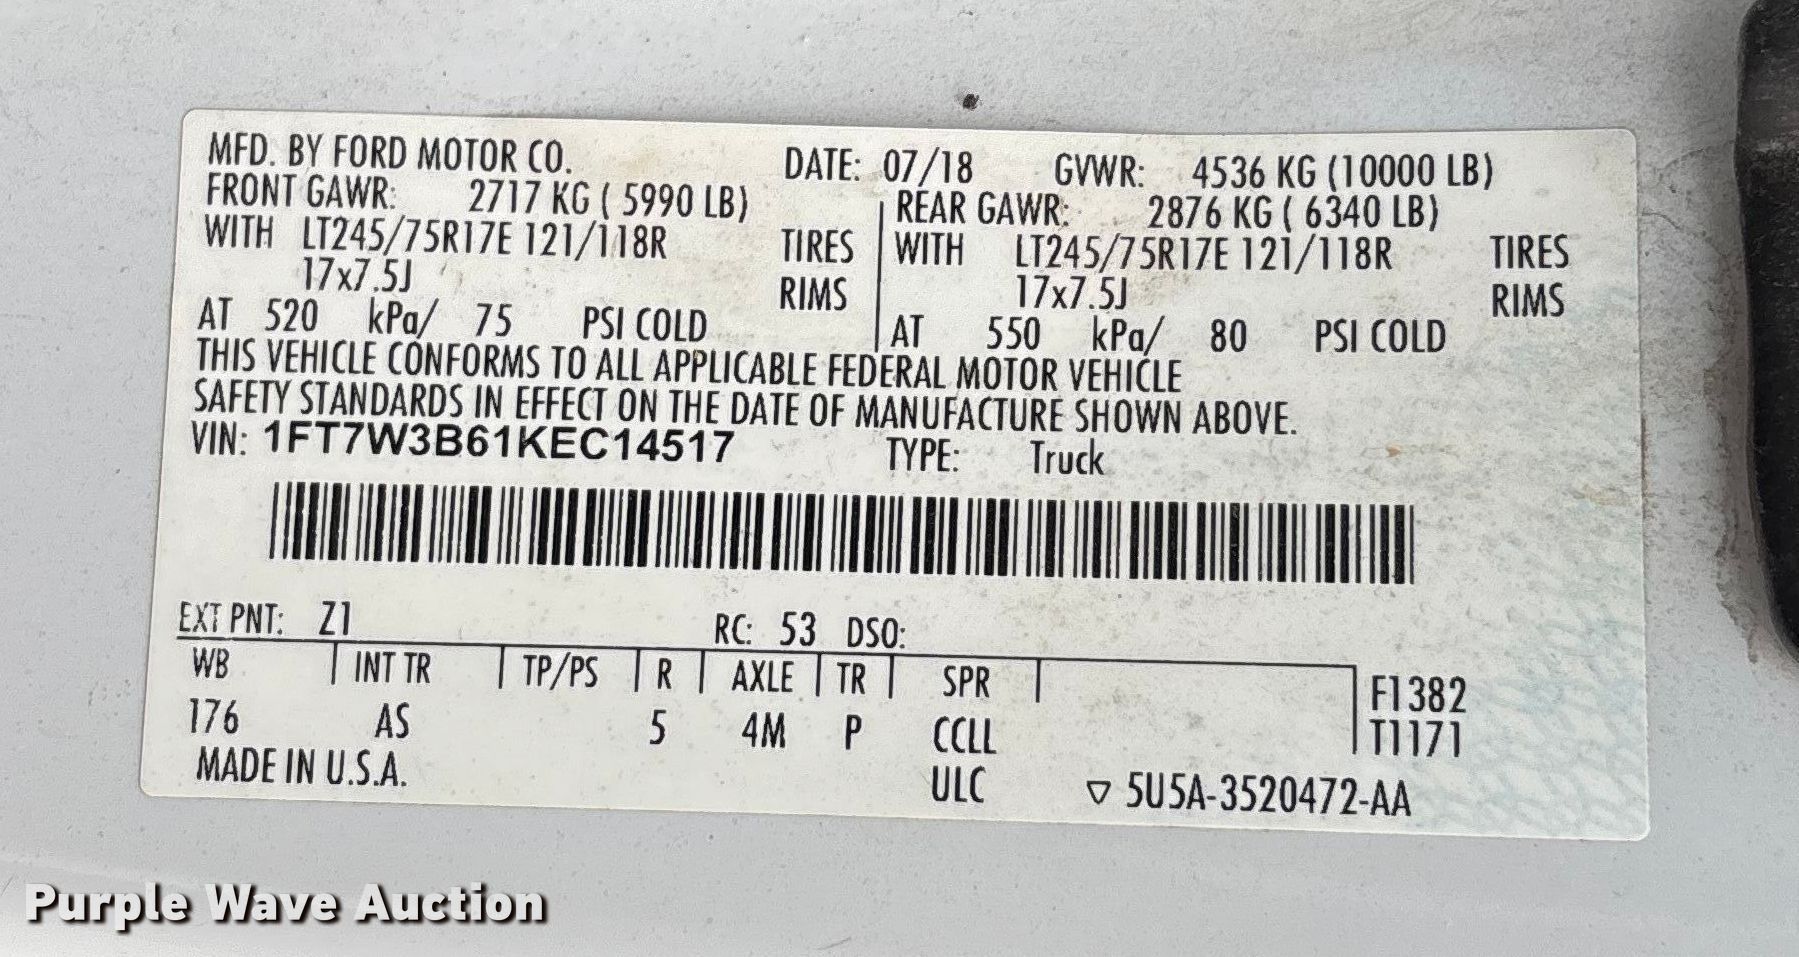 MFD. BY FORD MOTOR CO. DATE: 07/18 GVWR: 4536 KG (10000 LB)
FRONT GAWR: 2717 KG ( 5990 LB) REAR GAWR: 2876 KG ( 6340 LB)
WITH LT245/75R17E 121/118R TIRES WITH LT245/75R17E 121/118R TIRES
17x7.5J RIMS 17x7.5J RIMS
AT 520 kPa/ 75 PSI COLD AT 550 kPa/ 80 PSI COLD
THIS VEHICLE CONFORMS TO ALL APPLICABLE FEDERAL MOTOR VEHICLE
SAFETY STANDARDS IN EFFECT ON THE DATE OF MANUFACTURE SHOWN ABOVE.
VIN: 1FT7W3B61KEC14517 TYPE: Truck
EXT PNT: Z1 RC: 53 DSO:
WB INT TR TP/PS R AXLE TR SPR F1382
176 AS 5 4M P CCLL T1171
MADE IN U.S.A. ULC ▽ 5U5A-3520472-AA
Purple Wave Auction